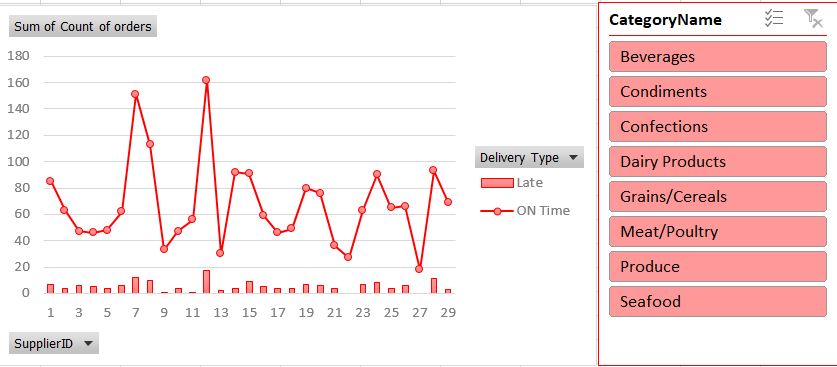 Sum of Count of orders
180
160
140
120
100
80
60
40
20
0
1 3 5 7 9 11 13 15 17 19 21 23 25 27 29
SupplierID
Delivery Type
Late
ON Time
CategoryName
Beverages
Condiments
Confections
Dairy Products
Grains/Cereals
Meat/Poultry
Produce
Seafood